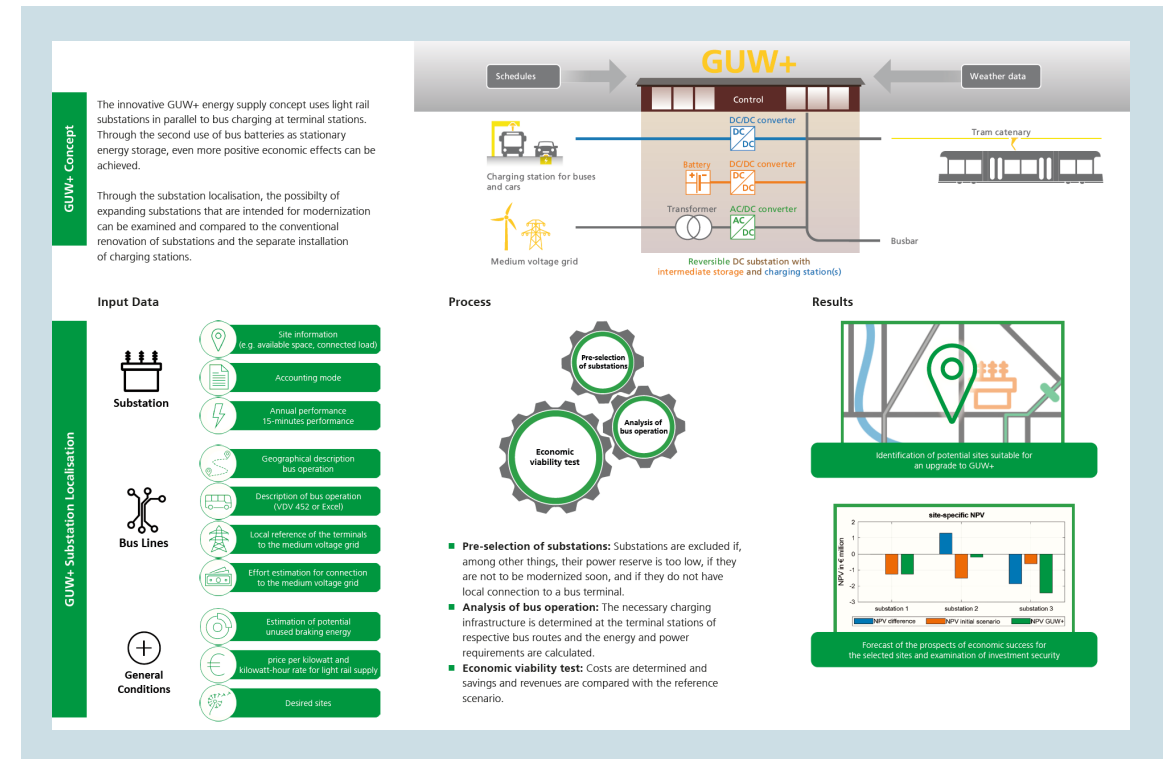 GUW+ Concept
The innovative GUW+ energy supply concept uses light rail
substations in parallel to bus charging at terminal stations.
Through the second use of bus batteries as stationary
energy storage, even more positive economic effects can be
achieved.
Through the substation localisation, the possibilty of
expanding substations that are intended for modernization
can be examined and compared to the conventional
renovation of substations and the separate installation
of charging stations.
GUW+
Schedules
Weather data
Control
DC/DC converter
DC
DC
Tram catenary
Charging station for buses
and cars
Battery
DC/DC converter
DC
DC
Transformer
AC/DC converter
AC
DC
Busbar
Medium voltage grid
Reversible DC substation with
intermediate storage and charging station(s)
GUW+ Substation Localisation
Input Data
Substation
Site information
(e.g. available space, connected load)
Accounting mode
Annual performance
15-minutes performance
Bus Lines
Geographical description
bus operation
Description of bus operation
(VDV 452 or Excel)
Local reference of the terminals
to the medium voltage grid
Effort estimation for connection
to the medium voltage grid
General
Conditions
Estimation of potential
unused braking energy
price per kilowatt and
kilowatt-hour rate for light rail supply
Desired sites
Process
Pre-selection
of substations
Analysis of
bus operation
Economic
viability test
Pre-selection of substations: Substations are excluded if,
among other things, their power reserve is too low, if they
are not to be modernized soon, and if they do not have
local connection to a bus terminal.
Analysis of bus operation: The necessary charging
infrastructure is determined at the terminal stations of
respective bus routes and the energy and power
requirements are calculated.
Economic viability test: Costs are determined and
savings and revenues are compared with the reference
scenario.
Results
Identification of potential sites suitable for
an upgrade to GUW+
site-specific NPV
NPV in € million
2
1
0
-1
-2
-3
substation 1
substation 2
substation 3
NPV difference
NPV initial scenario
NPV GUW+
Forecast of the prospects of economic success for
the selected sites and examination of investment security